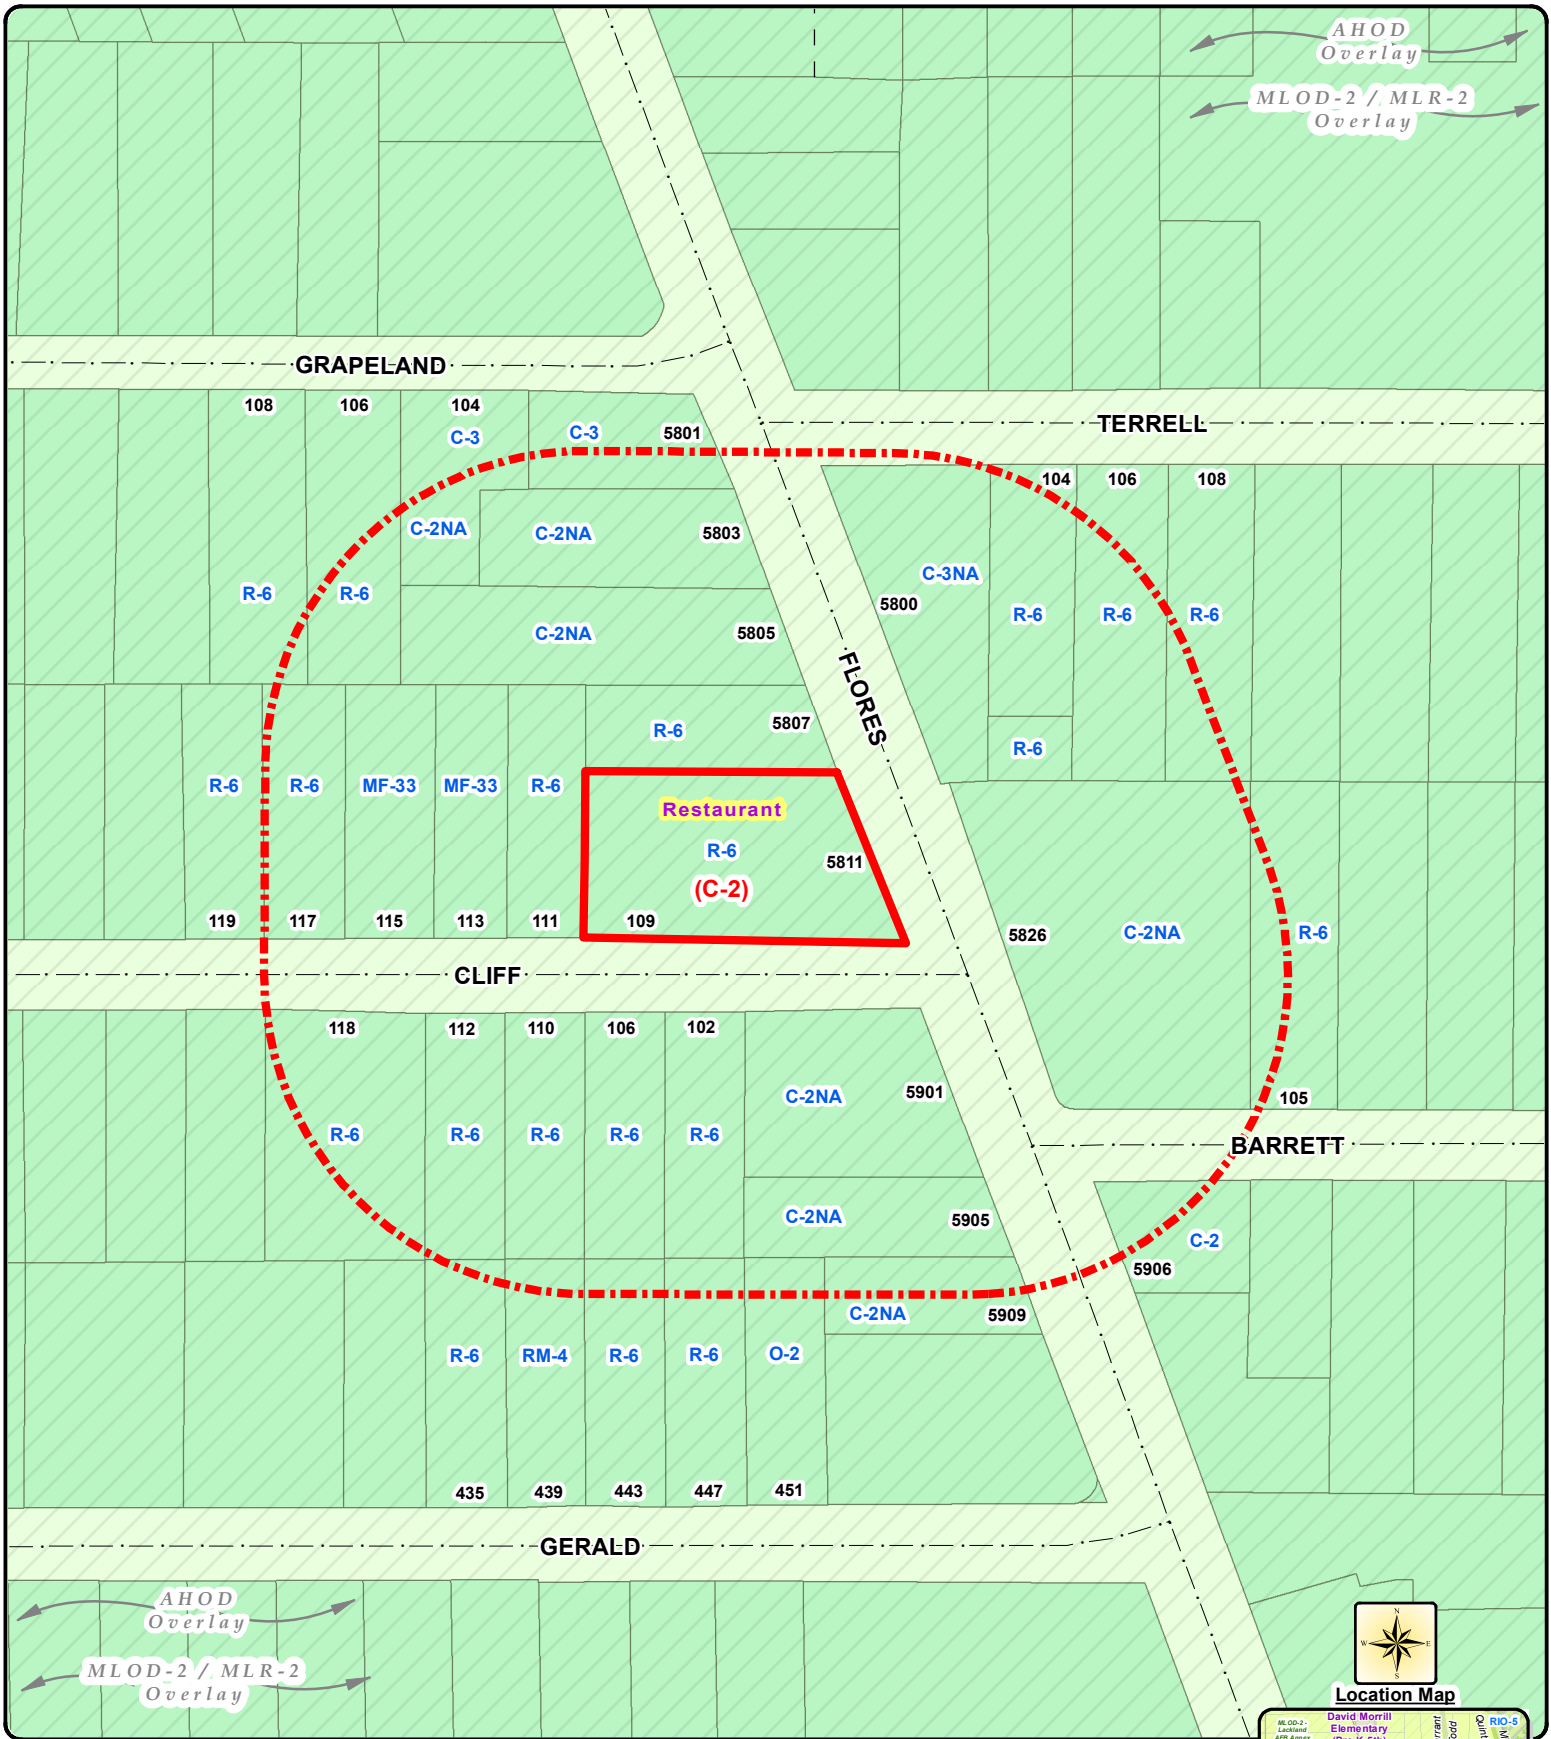 AHOD
Overlay
MLOD-2 / MLR-2
Overlay
GRAPELAND
TERRELL
108
106
104
C-3
C-3
5801
104
106
108
C-2NA
C-2NA
5803
C-3NA
5800
R-6
R-6
R-6
R-6
R-6
C-2NA
5805
FLORES
R-6
5807
R-6
R-6
R-6
MF-33
MF-33
R-6
Restaurant
R-6
5811
(C-2)
119
117
115
113
111
109
5826
C-2NA
R-6
CLIFF
118
112
110
106
102
C-2NA
5901
105
R-6
R-6
R-6
R-6
R-6
BARRETT
C-2NA
5905
C-2
5906
C-2NA
5909
R-6
RM-4
R-6
R-6
O-2
435
439
443
447
451
GERALD
AHOD
Overlay
MLOD-2 / MLR-2
Overlay
N
W
E
S
Location Map
MLOD-2 -
Lackland
AFB Annex
David Morrill
Elementary
RIO-5